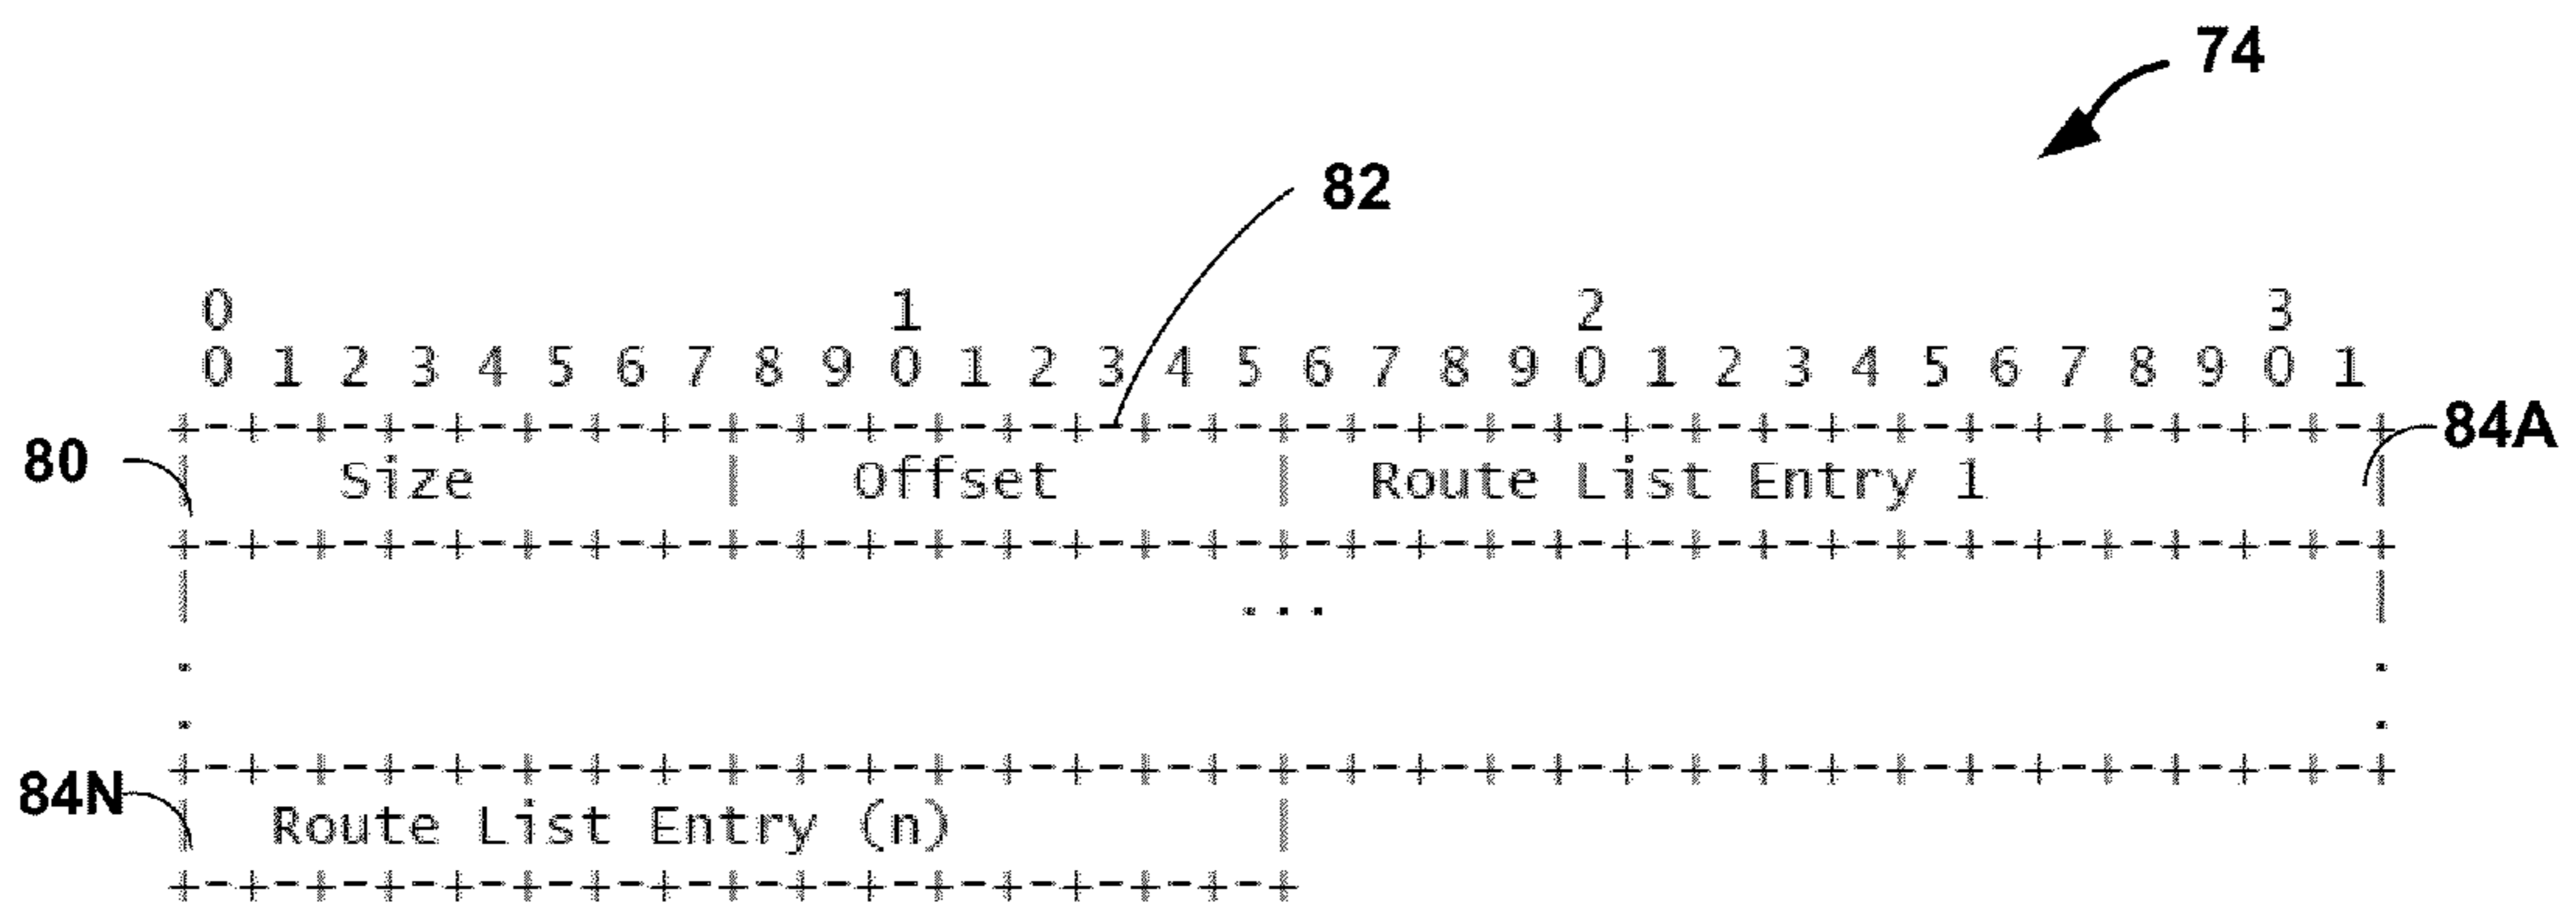 74
82
0 1 2 3
0 1 2 3 4 5 6 7 8 9 0 1 2 3 4 5 6 7 8 9 0 1 2 3 4 5 6 7 8 9 0 1
+-+-+-+-+-+-+-+-+-+-+-+-+-+-+-+-+-+-+-+-+-+-+-+-+-+-+-+-+-+-+-+-+
80 | Size | Offset | Route List Entry 1 | 84A
+-+-+-+-+-+-+-+-+-+-+-+-+-+-+-+-+-+-+-+-+-+-+-+-+-+-+-+-+-+-+-+-+
| ... |
. .
. .
+-+-+-+-+-+-+-+-+-+-+-+-+-+-+-+-+-+-+-+-+-+-+-+-+-+-+-+-+-+-+-+-+
84N | Route List Entry (n) |
+-+-+-+-+-+-+-+-+-+-+-+-+-+-+-+-+